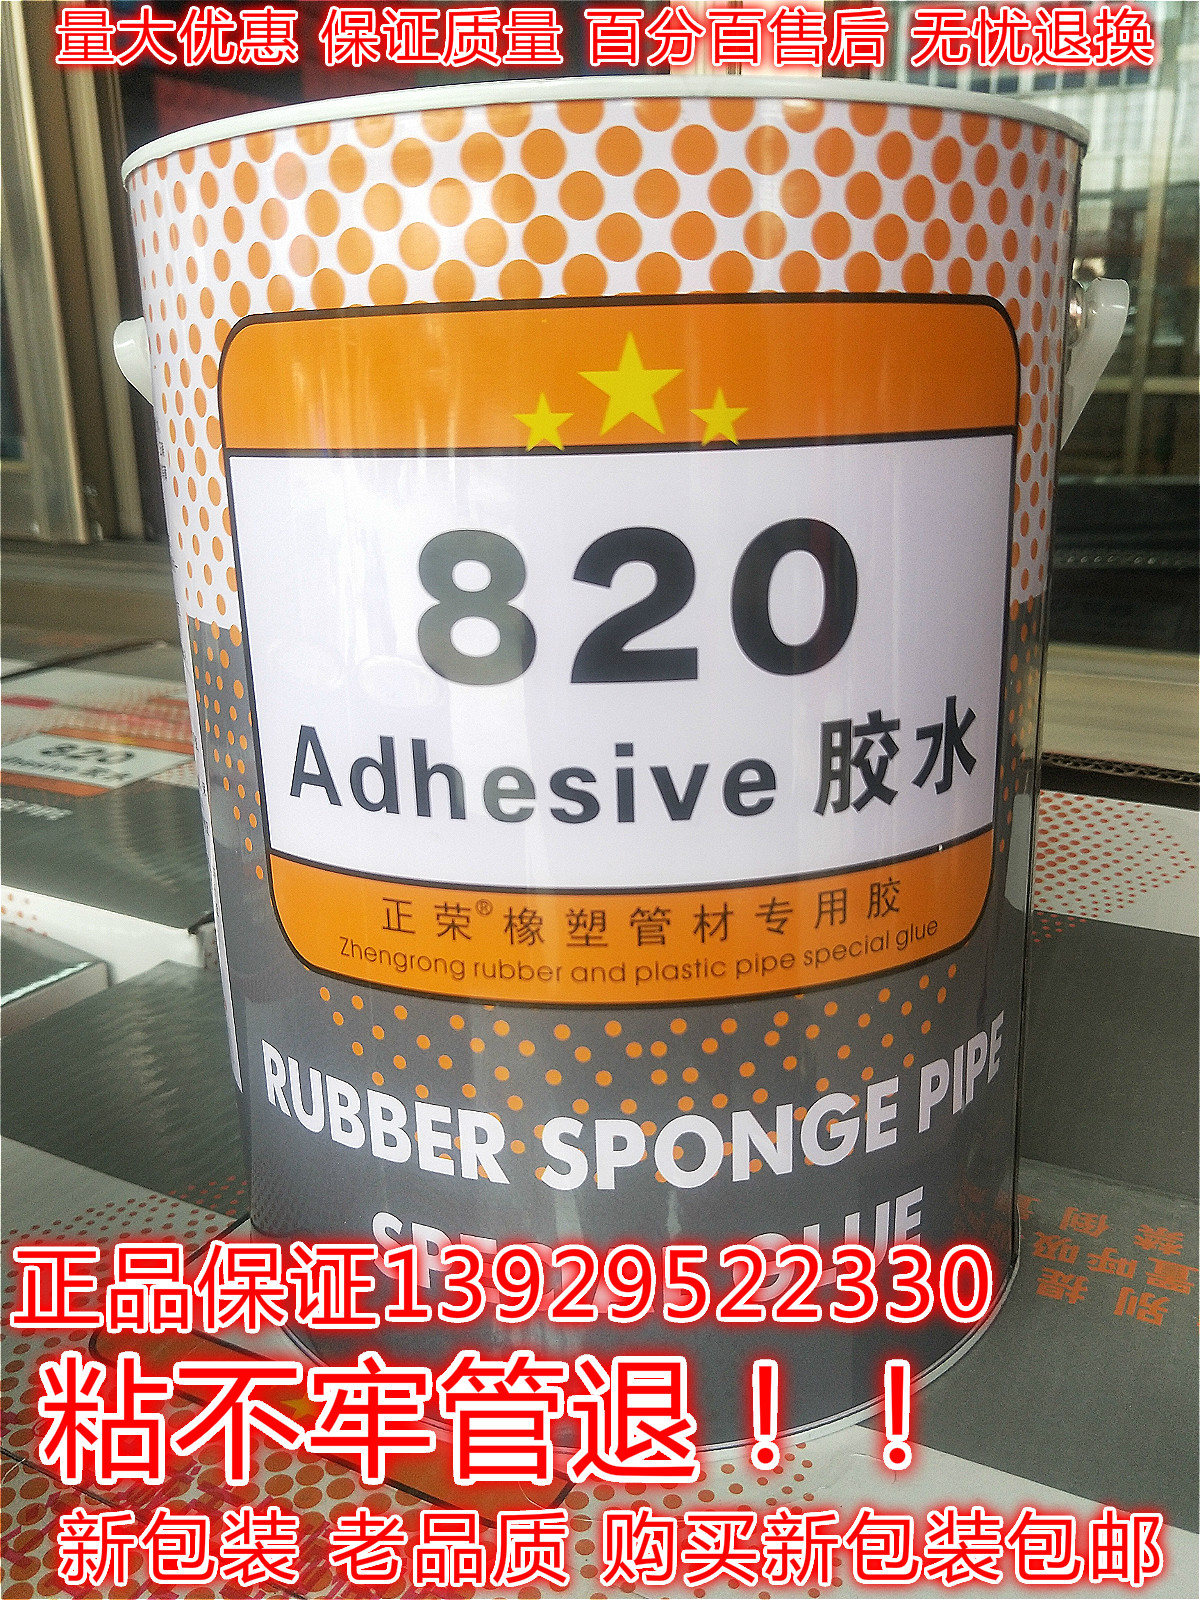 量大优惠 保证质量 百分百售后 无忧退换
820
Adhesive 胶水
正荣® 橡塑管材专用胶
Zhengrong rubber and plastic pipe special glue
RUBBER SPONGE PIPE
SPECIAL GLUE
820
正品保证13929522330
粘不牢管退！！
新包装 老品质 购买新包装包邮